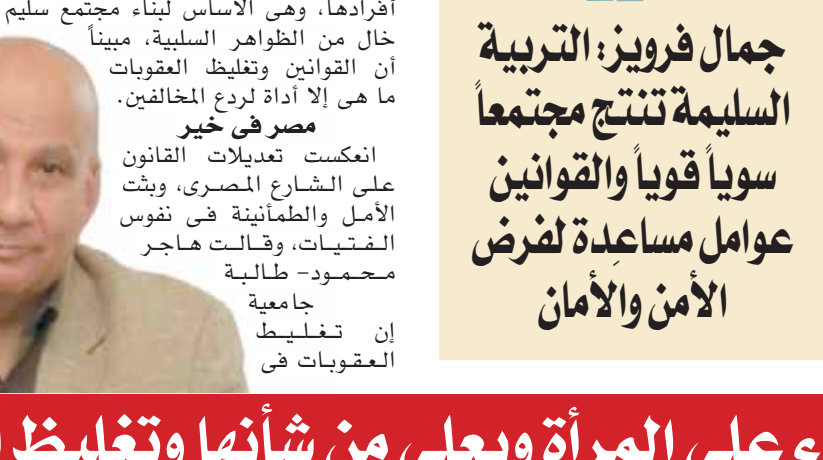 جمال فرويز: التربية
السليمة تنتج مجتمعاً
سوياً قوياً والقوانين
عوامل مساعِدة لفرض
الأمن والأمان
أفرادها، وهى الأساس لبناء مجتمع سليم
خال من الظواهر السلبية، مبيناً
أن القوانين وتغليظ العقوبات
ما هى إلا أداة لردع المخالفين.
مصر فى خير
انعكست تعديلات القانون
على الشارع المصرى، وبثت
الأمل والطمأنينة فى نفوس
الفتيات، وقالت هاجر
محمود– طالبة
جامعية
إن تغليط
العقوبات فى
ء على المرأة ويعلى من شأنها وتغليظ ا